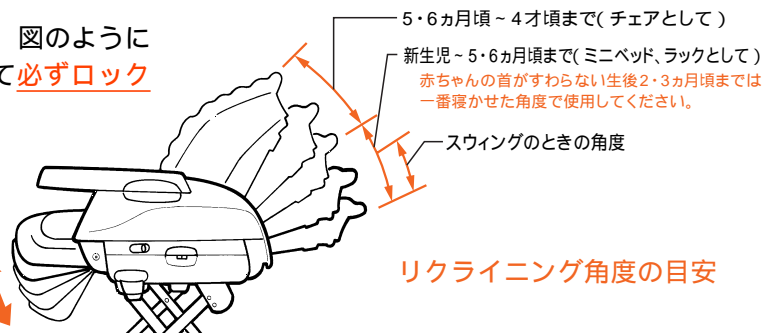 図のように
て必ずロック
5・6ヵ月頃~4才頃まで(チェアとして)
新生児~5・6ヵ月頃まで(ミニベッド、ラックとして)
赤ちゃんの首がすわらない生後2・3ヵ月頃までは
一番寝かせた角度で使用してください。
スウィングのときの角度
リクライニング角度の目安